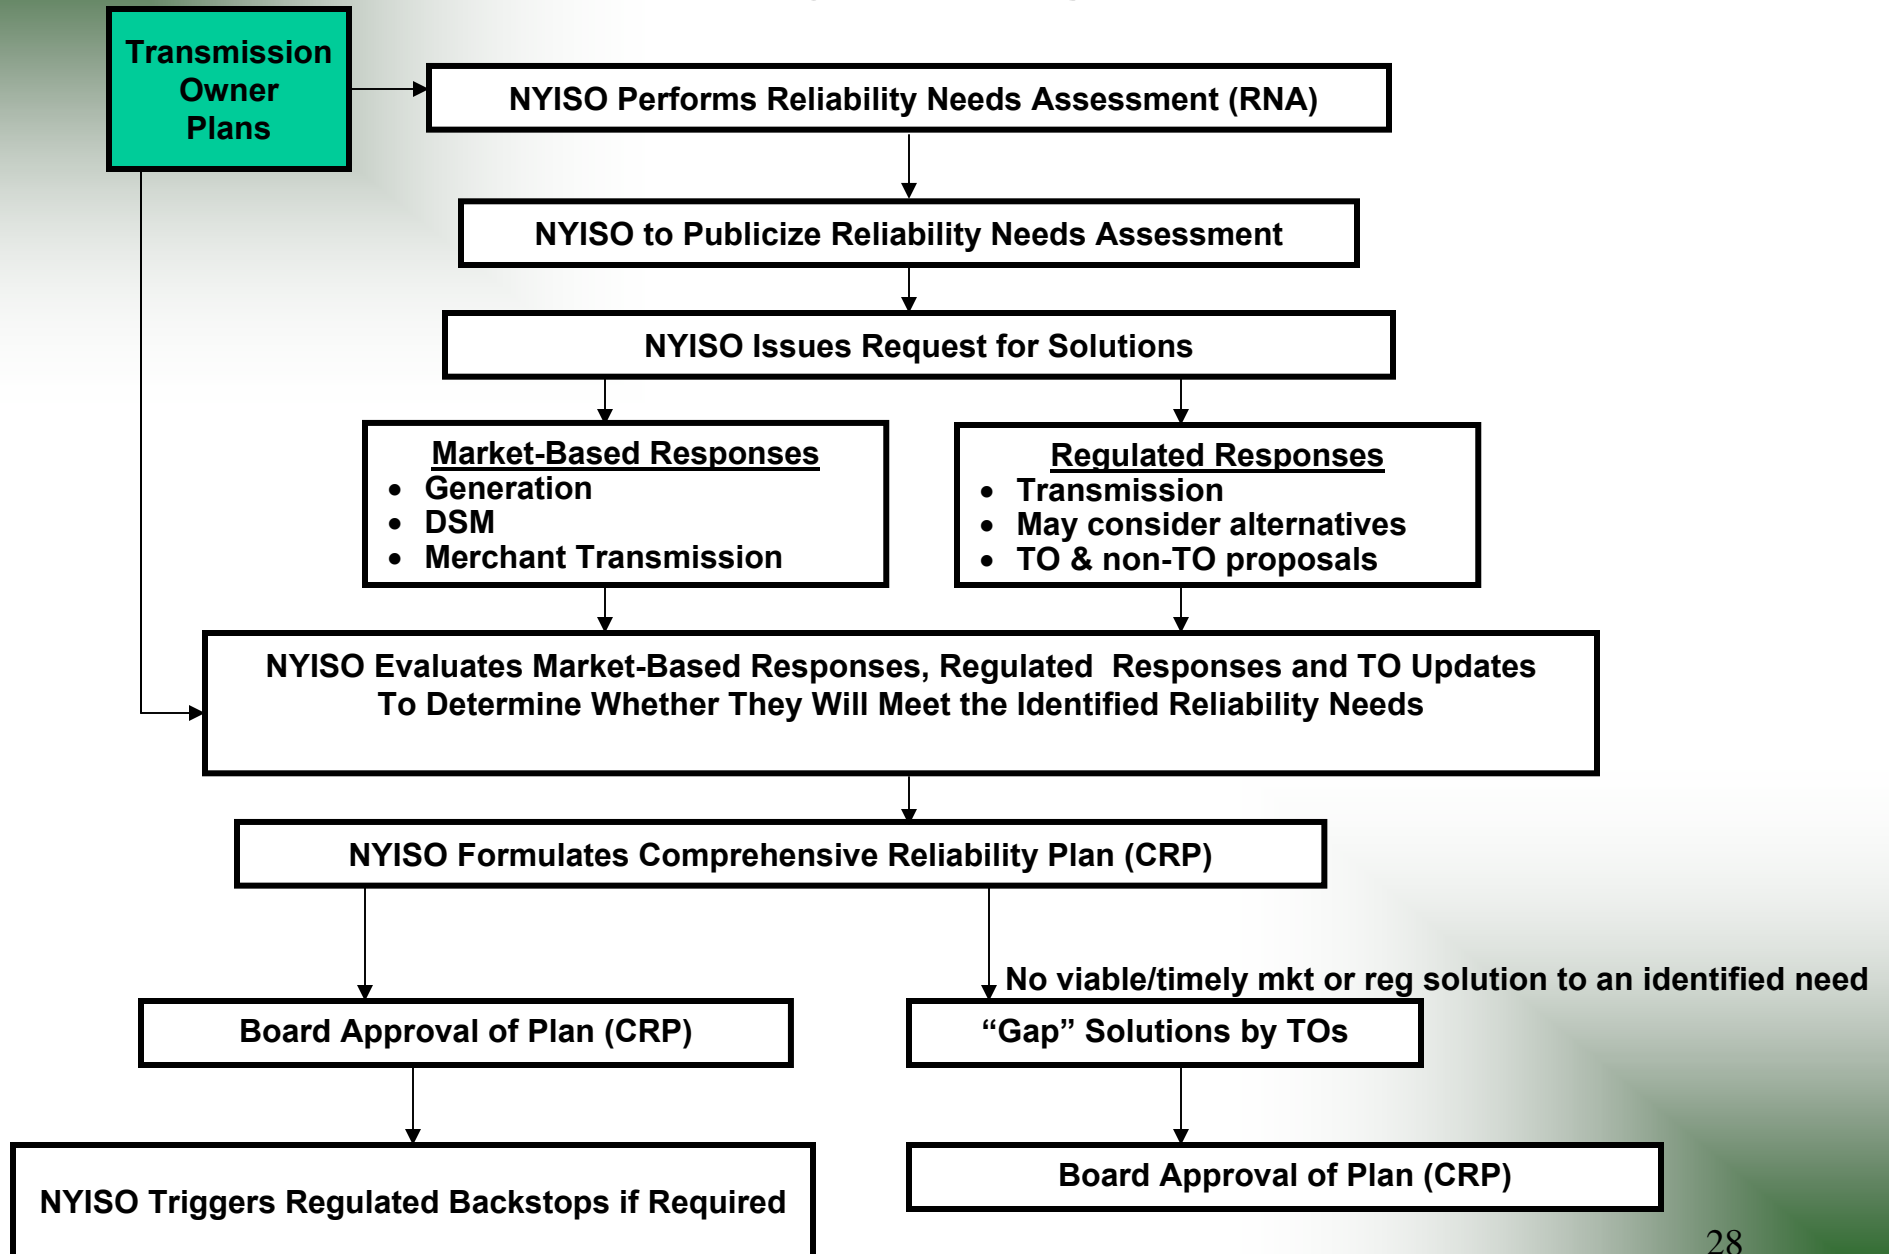 Transmission
Owner
Plans
NYISO Performs Reliability Needs Assessment (RNA)
NYISO to Publicize Reliability Needs Assessment
NYISO Issues Request for Solutions
Market-Based Responses
• Generation
• DSM
• Merchant Transmission
Regulated Responses
• Transmission
• May consider alternatives
• TO & non-TO proposals
NYISO Evaluates Market-Based Responses, Regulated  Responses and TO Updates
To Determine Whether They Will Meet the Identified Reliability Needs
NYISO Formulates Comprehensive Reliability Plan (CRP)
No viable/timely mkt or reg solution to an identified need
Board Approval of Plan (CRP)
“Gap” Solutions by TOs
NYISO Triggers Regulated Backstops if Required
Board Approval of Plan (CRP)
28